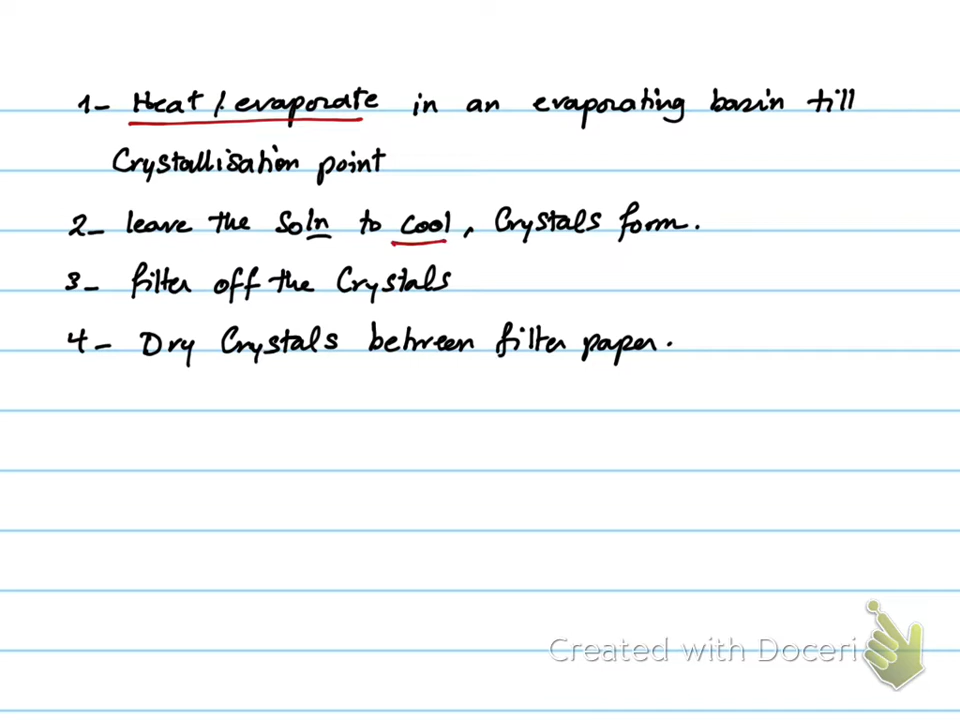 1- Heat / evaporate in an evaporating basin till
Crystallisation point
2- leave the soln to cool, Crystals form.
3- filter off the Crystals
4- Dry Crystals between filter paper.
Created with Doceri